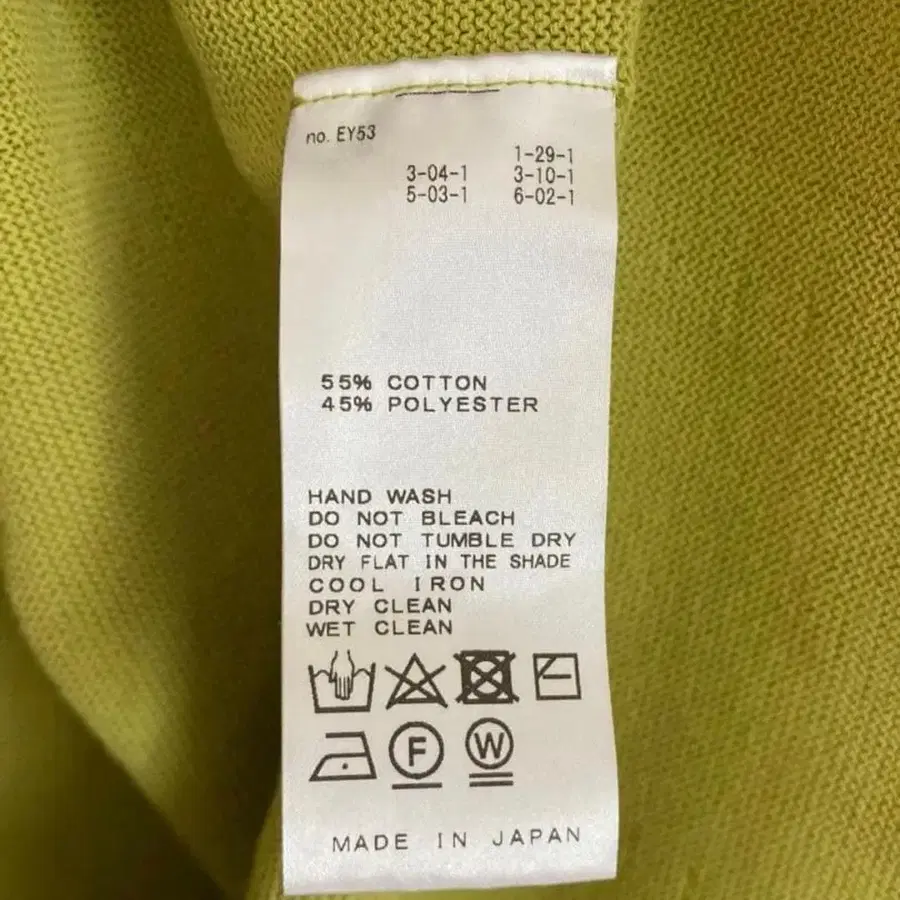 no. EY53
1-29-1
3-04-1 3-10-1
5-03-1 6-02-1
55% COTTON
45% POLYESTER
HAND WASH
DO NOT BLEACH
DO NOT TUMBLE DRY
DRY FLAT IN THE SHADE
COOL IRON
DRY CLEAN
WET CLEAN
F W
MADE IN JAPAN